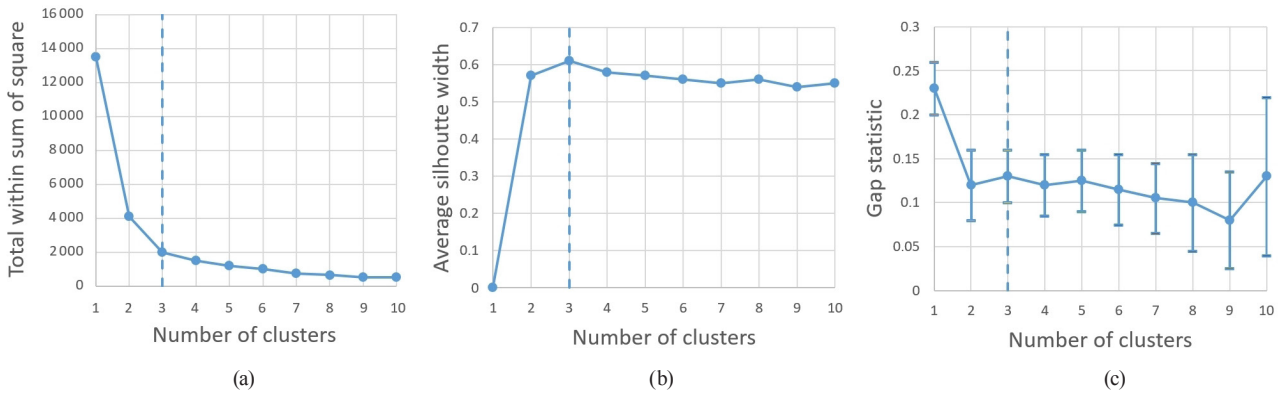 Total within sum of square
16 000
14 000
12 000
10 000
8 000
6 000
4 000
2 000
0
1 2 3 4 5 6 7 8 9 10
Number of clusters
(a)
Average silhoutte width
0.7
0.6
0.5
0.4
0.3
0.2
0.1
0
1 2 3 4 5 6 7 8 9 10
Number of clusters
(b)
Gap statistic
0.3
0.25
0.2
0.15
0.1
0.05
0
1 2 3 4 5 6 7 8 9 10
Number of clusters
(c)